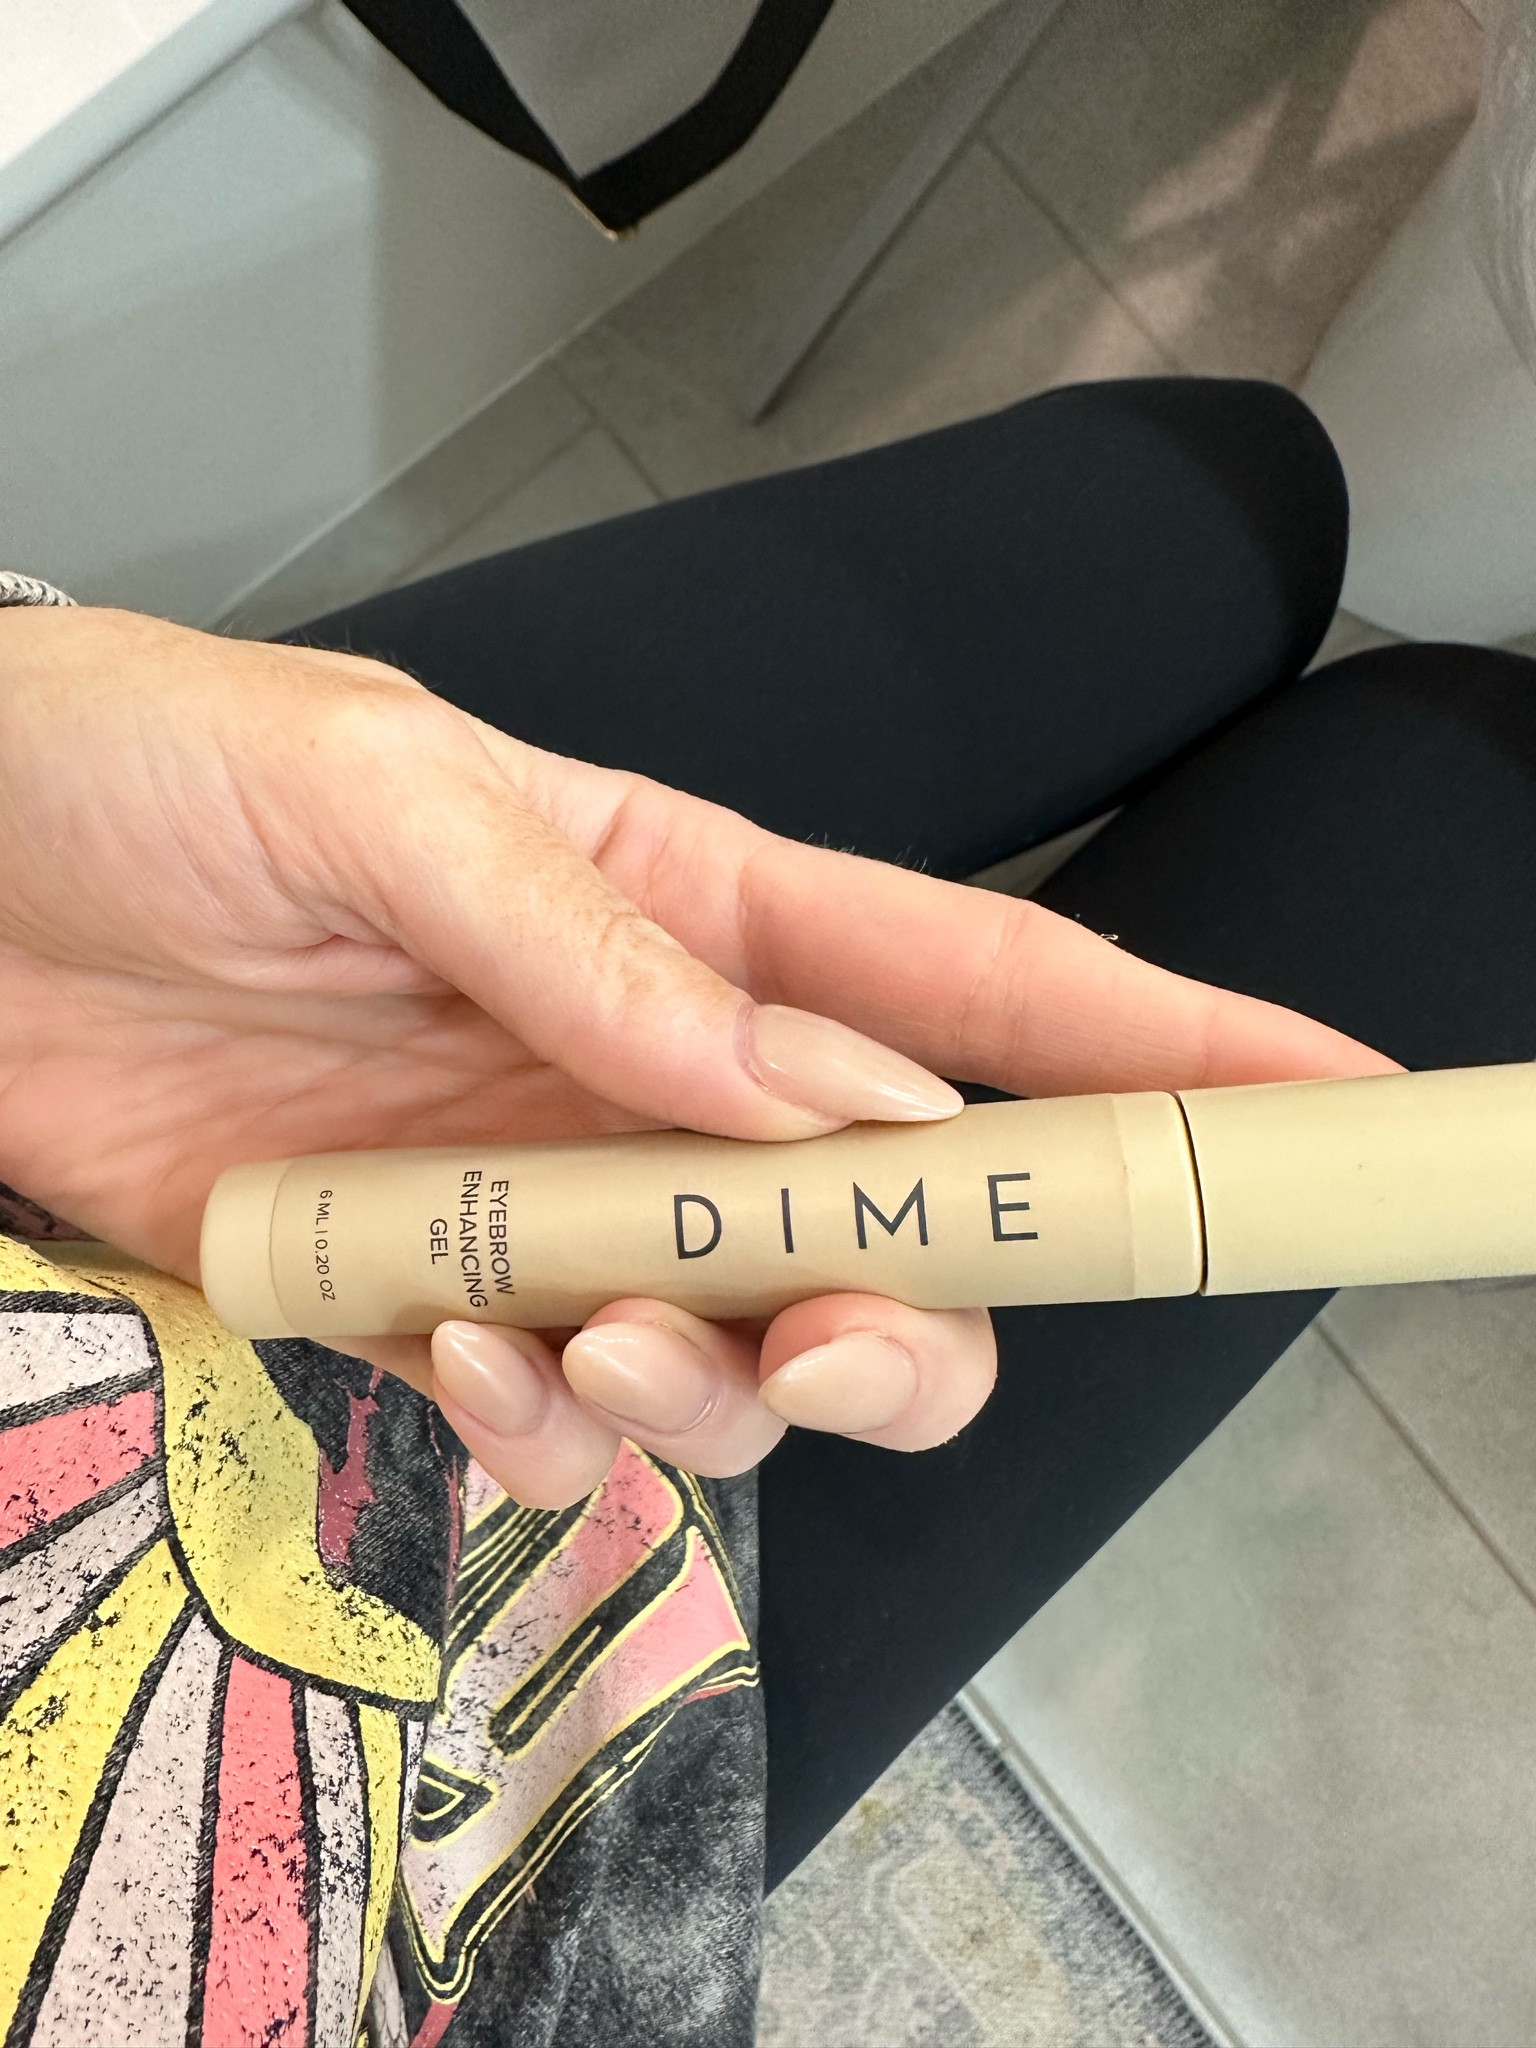 DIME
EYEBROW
ENHANCING
GEL
6 ML | 0.20 OZ